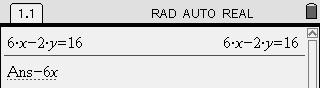 1.1 RAD AUTO REAL
6·x−2·y=16 6·x−2·y=16
Ans−6x